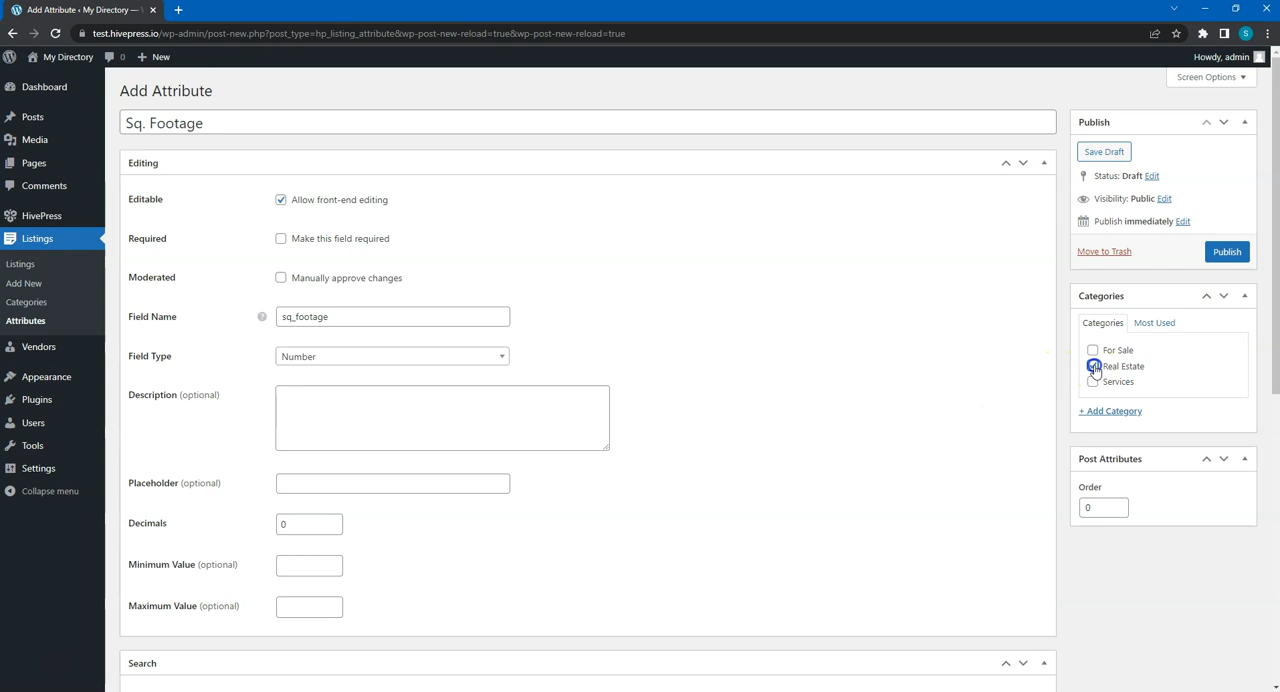 Add Attribute ‹ My Directory —
test.hivepress.io/wp-admin/post-new.php?post_type=hp_listing_attribute&wp-post-new-reload=true&wp-post-new-reload=true
My Directory 0 + New Howdy, admin
Screen Options
Dashboard
Posts
Media
Pages
Comments
HivePress
Listings
Listings
Add New
Categories
Attributes
Vendors
Appearance
Plugins
Users
Tools
Settings
Collapse menu
Add Attribute
Sq. Footage
Editing
Editable Allow front-end editing
Required Make this field required
Moderated Manually approve changes
Field Name ? sq_footage
Field Type Number
Description (optional)
Placeholder (optional)
Decimals 0
Minimum Value (optional)
Maximum Value (optional)
Search
Publish
Save Draft
Status: Draft Edit
Visibility: Public Edit
Publish immediately Edit
Move to Trash Publish
Categories
Categories Most Used
For Sale
Real Estate
Services
+ Add Category
Post Attributes
Order
0